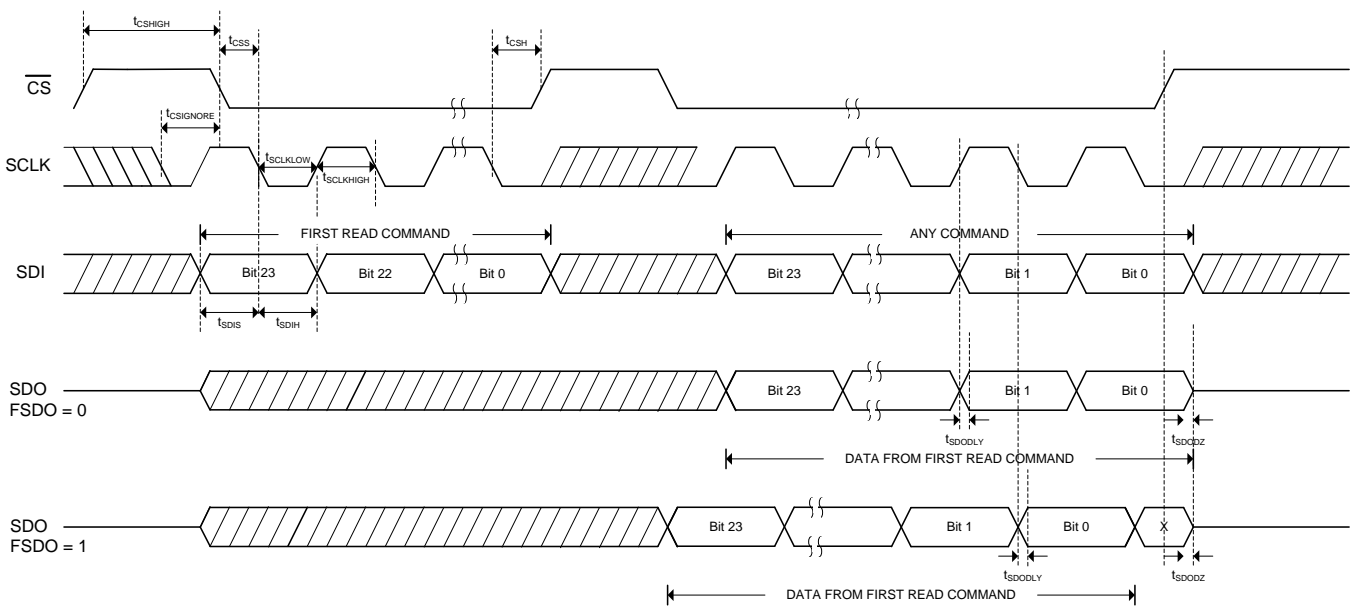 tCSHIGH
tCSS
tCSH
CS
tCSIGNORE
SCLK
tSCLKLOW
tSCLKHIGH
FIRST READ COMMAND
ANY COMMAND
SDI
Bit 23
Bit 22
Bit 0
Bit 23
Bit 1
Bit 0
tSDIS
tSDIH
SDO
FSDO = 0
Bit 23
Bit 1
Bit 0
tSDODLY
tSDODZ
DATA FROM FIRST READ COMMAND
SDO
FSDO = 1
Bit 23
Bit 1
Bit 0
X
tSDODLY
tSDODZ
DATA FROM FIRST READ COMMAND